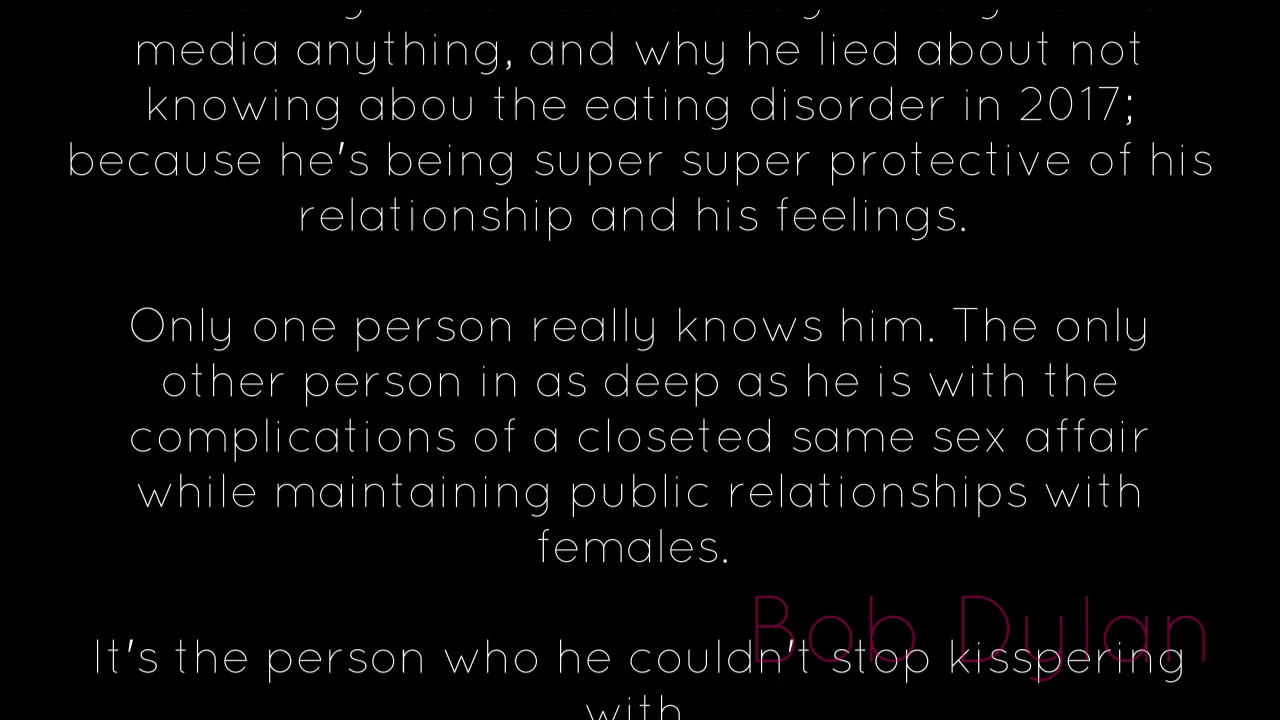 media anything, and why he lied about not
knowing abou the eating disorder in 2017;
because he's being super super protective of his
relationship and his feelings.
Only one person really knows him. The only
other person in as deep as he is with the
complications of a closeted same sex affair
while maintaining public relationships with
females.
Bob Dylan
It's the person who he couldn't stop kisspering
with